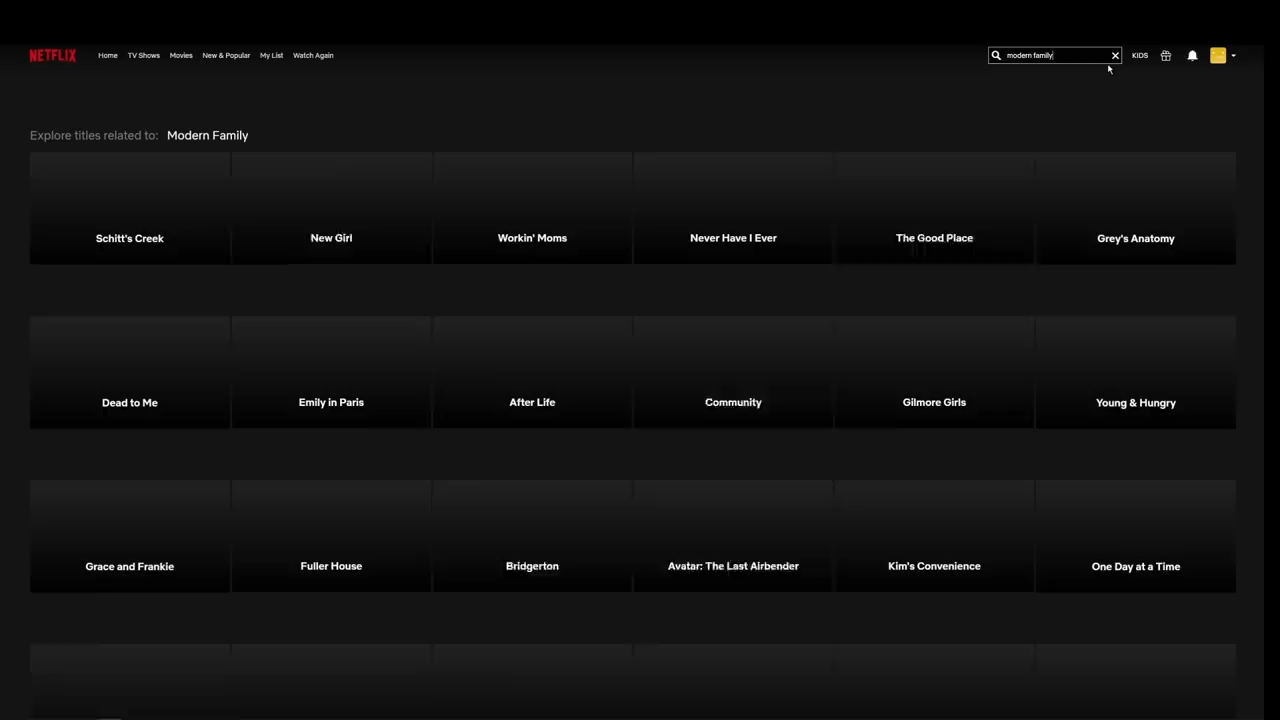 NETFLIX Home TV Shows Movies New & Popular My List Watch Again modern family KIDS
Explore titles related to: Modern Family
Schitt's Creek New Girl Workin' Moms Never Have I Ever The Good Place Grey's Anatomy
Dead to Me Emily in Paris After Life Community Gilmore Girls Young & Hungry
Grace and Frankie Fuller House Bridgerton Avatar: The Last Airbender Kim's Convenience One Day at a Time